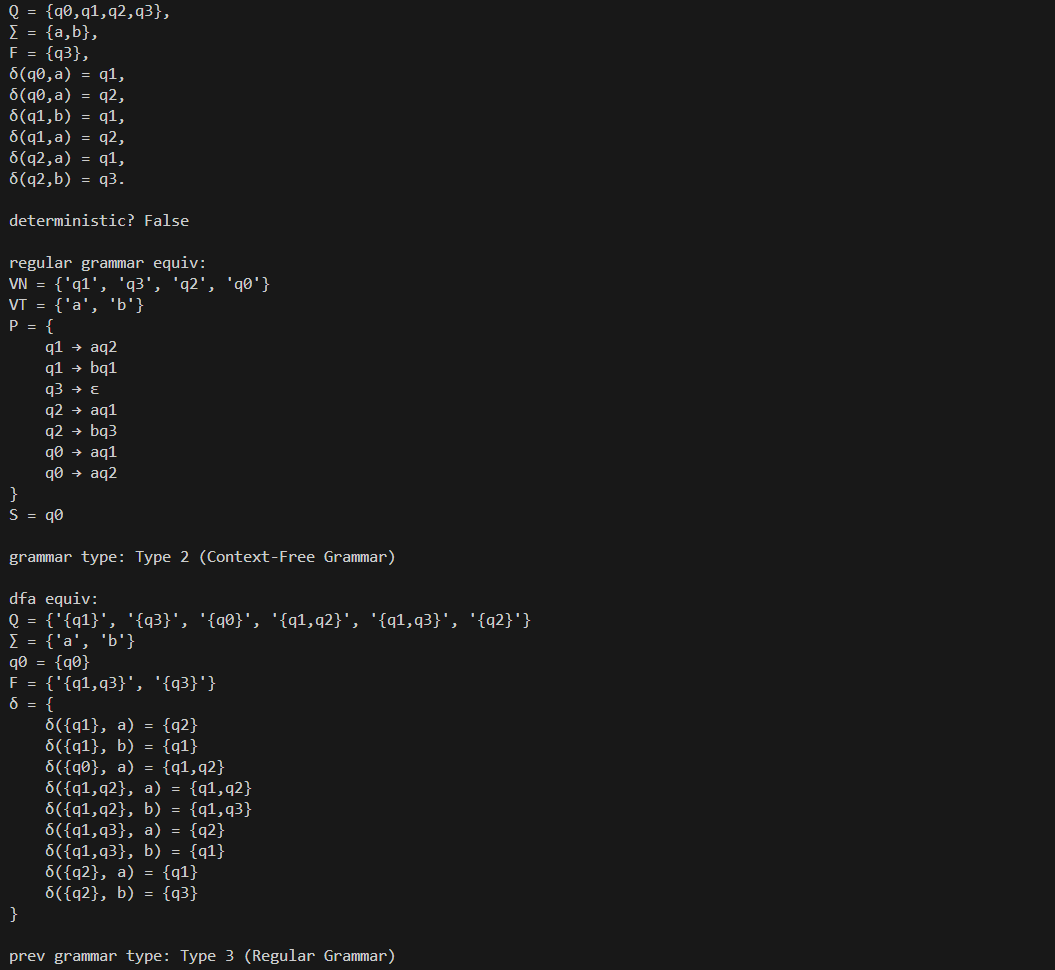 Q = {q0,q1,q2,q3},
∑ = {a,b},
F = {q3},
δ(q0,a) = q1,
δ(q0,a) = q2,
δ(q1,b) = q1,
δ(q1,a) = q2,
δ(q2,a) = q1,
δ(q2,b) = q3.

deterministic? False

regular grammar equiv:
VN = {'q1', 'q3', 'q2', 'q0'}
VT = {'a', 'b'}
P = {
    q1 → aq2
    q1 → bq1
    q3 → ε
    q2 → aq1
    q2 → bq3
    q0 → aq1
    q0 → aq2
}
S = q0

grammar type: Type 2 (Context-Free Grammar)

dfa equiv:
Q = {'{q1}', '{q3}', '{q0}', '{q1,q2}', '{q1,q3}', '{q2}'}
∑ = {'a', 'b'}
q0 = {q0}
F = {'{q1,q3}', '{q3}'}
δ = {
    δ({q1}, a) = {q2}
    δ({q1}, b) = {q1}
    δ({q0}, a) = {q1,q2}
    δ({q1,q2}, a) = {q1,q2}
    δ({q1,q2}, b) = {q1,q3}
    δ({q1,q3}, a) = {q2}
    δ({q1,q3}, b) = {q1}
    δ({q2}, a) = {q1}
    δ({q2}, b) = {q3}
}

prev grammar type: Type 3 (Regular Grammar)